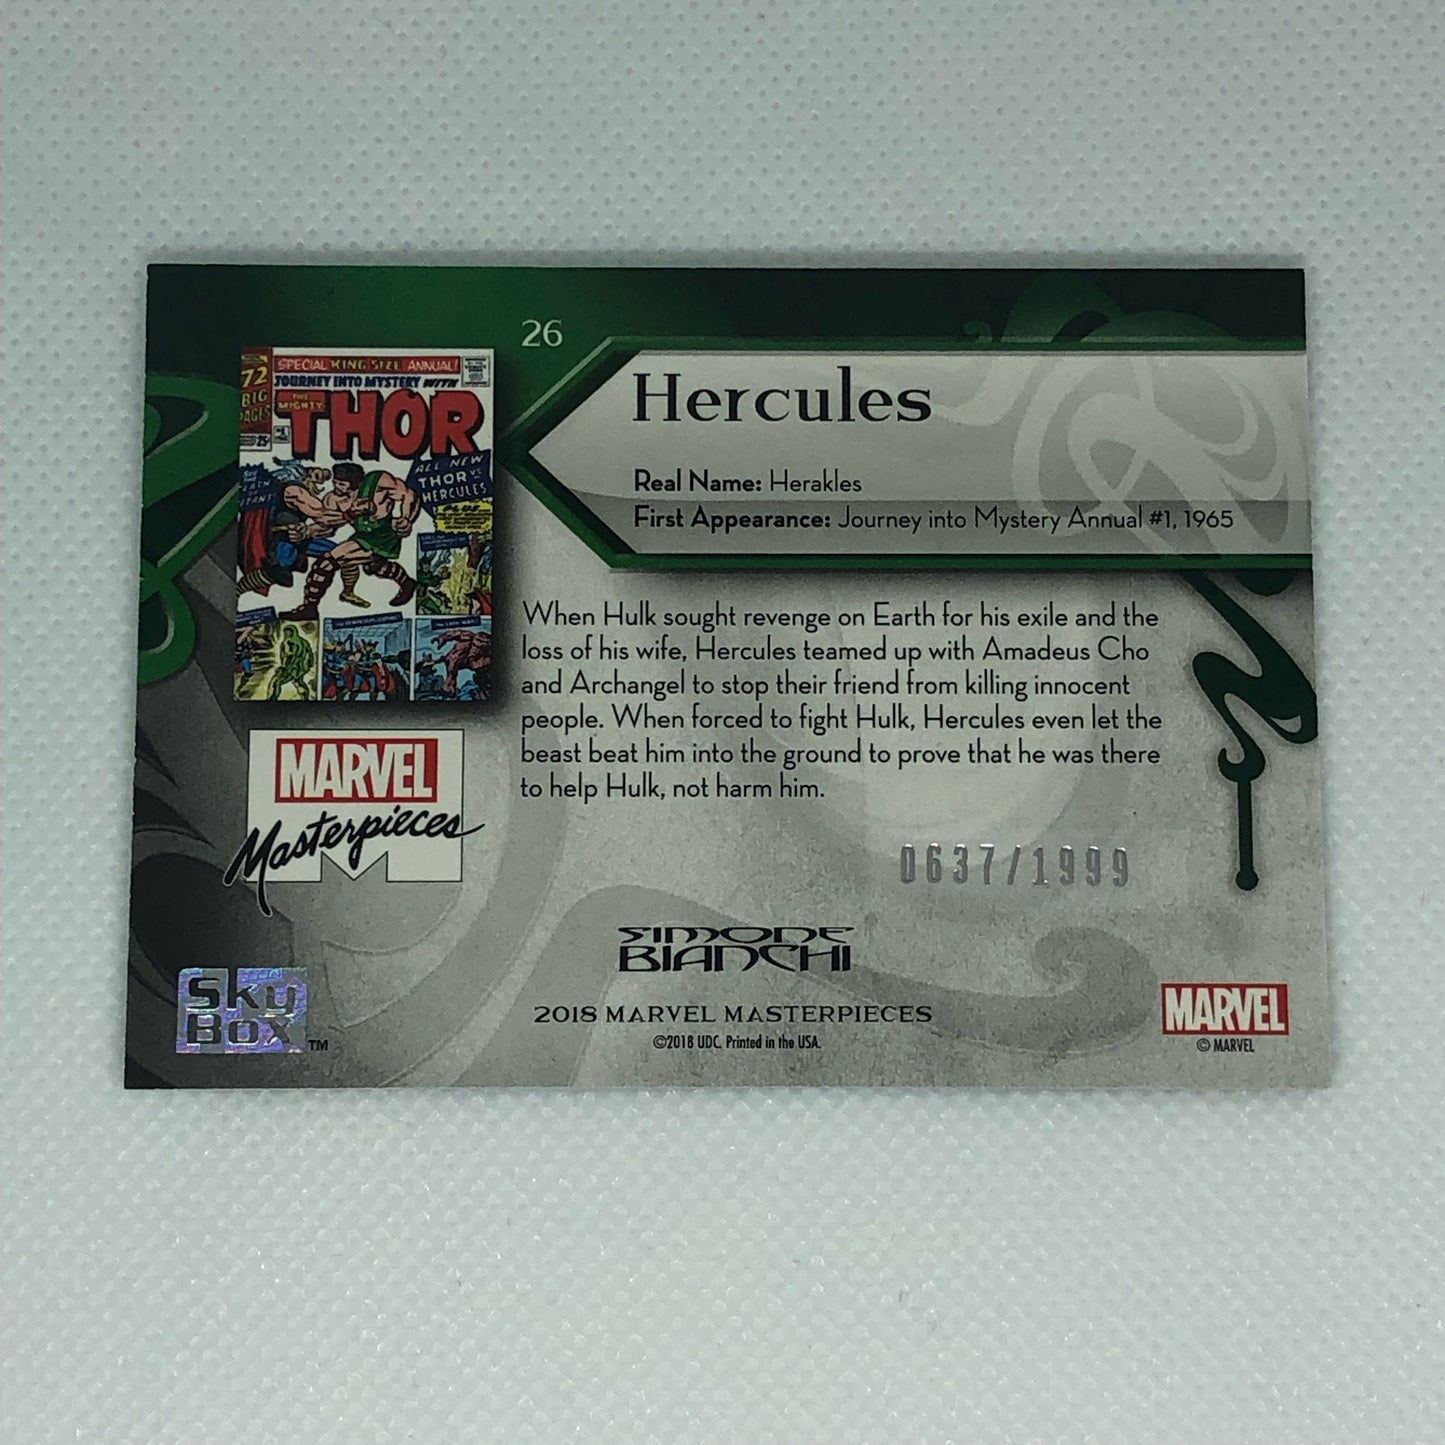 26
SPECIAL KING SIZE ANNUAL!
72
BIG
PAGES
25¢
JOURNEY INTO MYSTERY WITH
THE
MIGHTY
THOR
ALL NEW
THOR VS
HERCULES
PLUS
Hercules
Real Name: Herakles
First Appearance: Journey into Mystery Annual #1, 1965
When Hulk sought revenge on Earth for his exile and the
loss of his wife, Hercules teamed up with Amadeus Cho
and Archangel to stop their friend from killing innocent
people. When forced to fight Hulk, Hercules even let the
beast beat him into the ground to prove that he was there
to help Hulk, not harm him.
MARVEL
Masterpieces
0637/1999
SIMONE
BIANCHI
Sky
Box™
2018 MARVEL MASTERPIECES
©2018 UDC. Printed in the USA.
MARVEL
© MARVEL